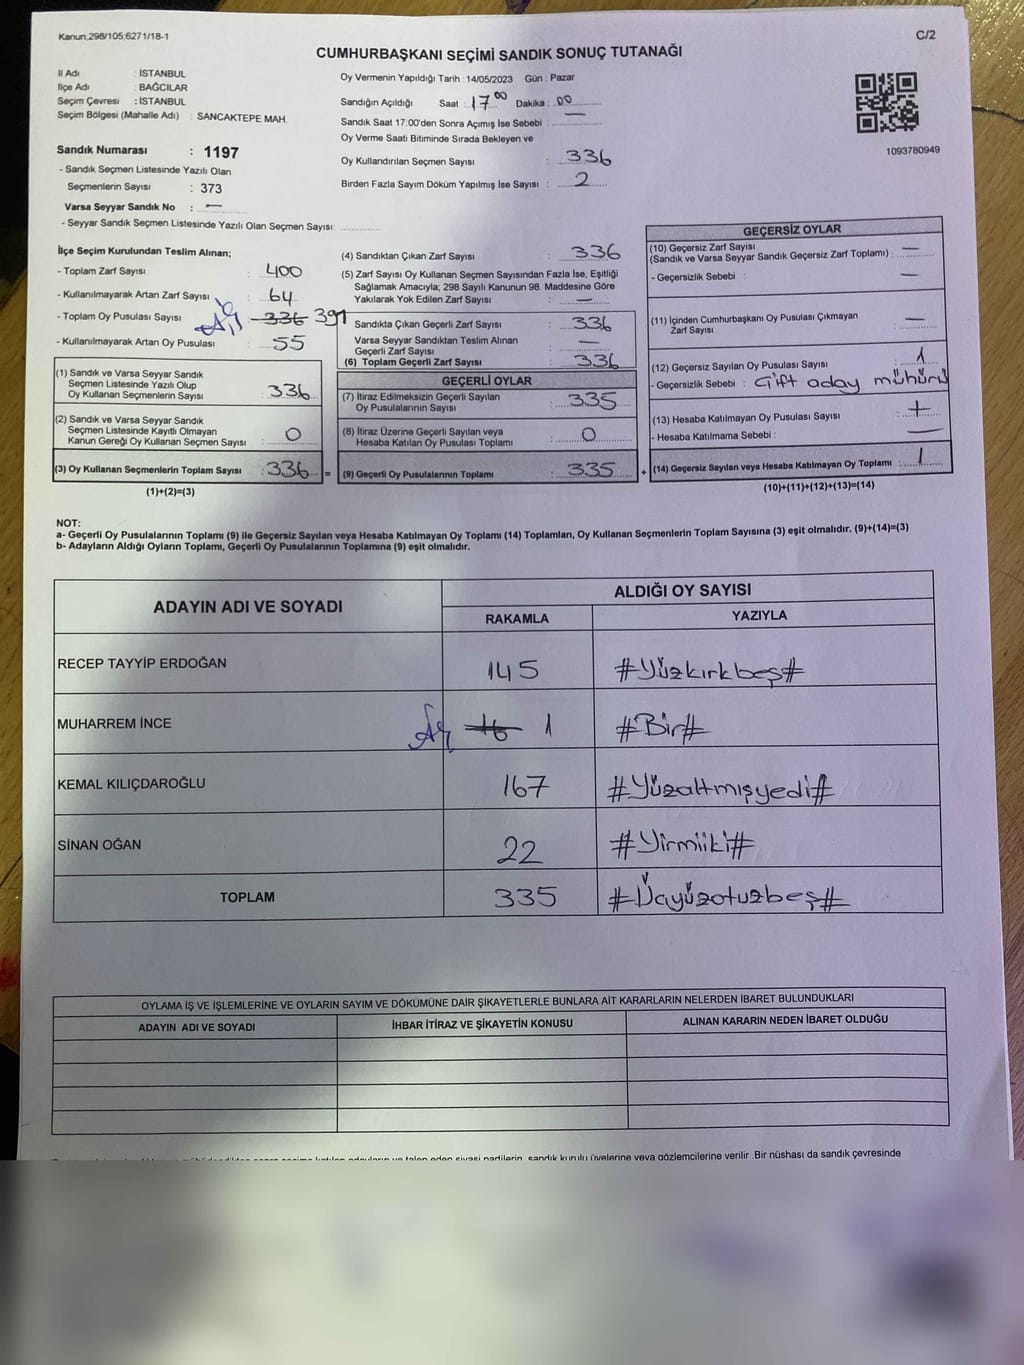 Kanun:298/105;6271/18-1
C/2
CUMHURBAŞKANI SEÇİMİ SANDIK SONUÇ TUTANAĞI
İl Adı : İSTANBUL
İlçe Adı : BAĞCILAR
Seçim Çevresi : İSTANBUL
Seçim Bölgesi (Mahalle Adı) : SANCAKTEPE MAH.
Oy Vermenin Yapıldığı Tarih : 14/05/2023 Gün : Pazar
Sandığın Açıldığı Saat : 17 00 Dakika : 00
Sandık Saat 17:00'den Sonra Açımış İse Sebebi : —
Oy Verme Saati Bitiminde Sırada Bekleyen ve
Oy Kullandırılan Seçmen Sayısı : 336
Birden Fazla Sayım Döküm Yapılmış İse Sayısı : 2
1093780949
Sandık Numarası : 1197
- Sandık Seçmen Listesinde Yazılı Olan
Seçmenlerin Sayısı : 373
Varsa Seyyar Sandık No : —
- Seyyar Sandık Seçmen Listesinde Yazılı Olan Seçmen Sayısı:
İlçe Seçim Kurulundan Teslim Alınan;
- Toplam Zarf Sayısı : 400
- Kullanılmayarak Artan Zarf Sayısı : 64
- Toplam Oy Pusulası Sayısı : 336 391
- Kullanılmayarak Artan Oy Pusulası : 55
(1) Sandık ve Varsa Seyyar Sandık
Seçmen Listesinde Yazılı Olup
Oy Kullanan Seçmenlerin Sayısı : 336
(2) Sandık ve Varsa Seyyar Sandık
Seçmen Listesinde Kayıtlı Olmayan
Kanun Gereği Oy Kullanan Seçmen Sayısı : 0
(3) Oy Kullanan Seçmenlerin Toplam Sayısı : 336 =
(1)+(2)=(3)
(4) Sandıktan Çıkan Zarf Sayısı : 336
(5) Zarf Sayısı Oy Kullanan Seçmen Sayısından Fazla İse, Eşitliği
Sağlamak Amacıyla; 298 Sayılı Kanunun 98. Maddesine Göre
Yakılarak Yok Edilen Zarf Sayısı : —
Sandıkta Çıkan Geçerli Zarf Sayısı : 336
Varsa Seyyar Sandıktan Teslim Alınan
Geçerli Zarf Sayısı : —
(6) Toplam Geçerli Zarf Sayısı : 336
GEÇERLİ OYLAR
(7) İtiraz Edilmeksizin Geçerli Sayılan
Oy Pusulalarının Sayısı : 335
(8) İtiraz Üzerine Geçerli Sayılan veya
Hesaba Katılan Oy Pusulası Toplamı : 0
(9) Geçerli Oy Pusulalarının Toplamı : 335 +
GEÇERSİZ OYLAR
(10) Geçersiz Zarf Sayısı
(Sandık ve Varsa Seyyar Sandık Geçersiz Zarf Toplamı) : —
- Geçersizlik Sebebi : —
(11) İçinden Cumhurbaşkanı Oy Pusulası Çıkmayan
Zarf Sayısı : —
(12) Geçersiz Sayılan Oy Pusulası Sayısı : 1
- Geçersizlik Sebebi : Çift aday mühürü
(13) Hesaba Katılmayan Oy Pusulası Sayısı :
- Hesaba Katılmama Sebebi : —
(14) Geçersiz Sayılan veya Hesaba Katılmayan Oy Toplamı : 1
(10)+(11)+(12)+(13)=(14)
NOT:
a- Geçerli Oy Pusulalarının Toplamı (9) ile Geçersiz Sayılan veya Hesaba Katılmayan Oy Toplamı (14) Toplamları, Oy Kullanan Seçmenlerin Toplam Sayısına (3) eşit olmalıdır. (9)+(14)=(3)
b- Adayların Aldığı Oyların Toplamı, Geçerli Oy Pusulalarının Toplamına (9) eşit olmalıdır.
ADAYIN ADI VE SOYADI ALDIĞI OY SAYISI
RAKAMLA YAZIYLA
RECEP TAYYİP ERDOĞAN 145 #Yüzkırkbeş#
MUHARREM İNCE 1 #Bir#
KEMAL KILIÇDAROĞLU 167 #Yüzaltmışyedi#
SİNAN OĞAN 22 #Yirmiiki#
TOPLAM 335 #Üçyüzotuzbeş#
OYLAMA İŞ VE İŞLEMLERİNE VE OYLARIN SAYIM VE DÖKÜMÜNE DAİR ŞİKAYETLERLE BUNLARA AİT KARARLARIN NELERDEN İBARET BULUNDUKLARI
ADAYIN ADI VE SOYADI İHBAR İTİRAZ VE ŞİKAYETİN KONUSU ALINAN KARARIN NEDEN İBARET OLDUĞU
siyasi partilerin, sandık kurulu üyelerine veya gözlemcilerine verilir .Bir nüshası da sandık çevresinde